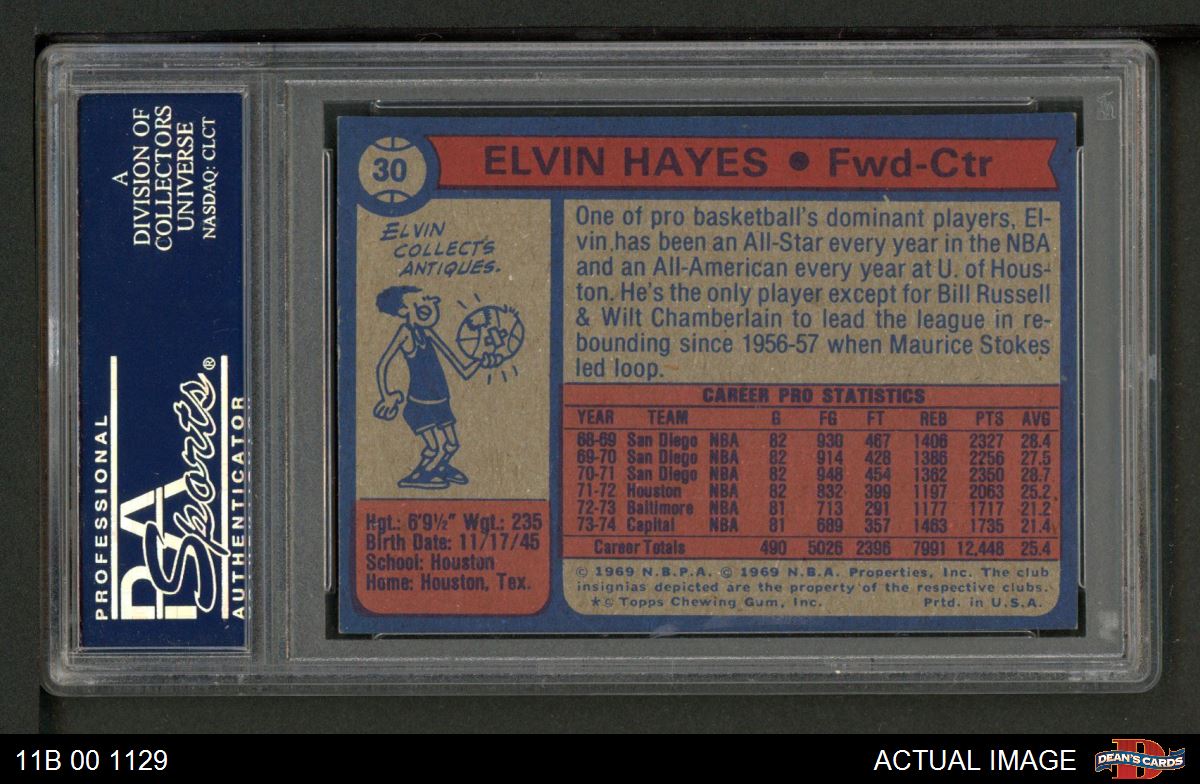 A
DIVISION OF
COLLECTORS
UNIVERSE
NASDAQ: CLCT
PROFESSIONAL
PSA
Sports®
AUTHENTICATOR
30
ELVIN HAYES • Fwd-Ctr
ELVIN
COLLECTS
ANTIQUES.
One of pro basketball's dominant players, El-
vin has been an All-Star every year in the NBA
and an All-American every year at U. of Hous-
ton. He's the only player except for Bill Russell
& Wilt Chamberlain to lead the league in re-
bounding since 1956-57 when Maurice Stokes
led loop.
CAREER PRO STATISTICS
YEAR TEAM G FG FT REB PTS AVG
68-69 San Diego NBA 82 930 467 1406 2327 28.4
69-70 San Diego NBA 82 914 428 1386 2256 27.5
70-71 San Diego NBA 82 948 454 1362 2350 28.7
71-72 Houston NBA 82 832 399 1197 2063 25.2
72-73 Baltimore NBA 81 713 291 1177 1717 21.2
73-74 Capital NBA 81 689 357 1463 1735 21.4
Career Totals 490 5026 2396 7991 12,448 25.4
Hgt.: 6'9½" Wgt.: 235
Birth Date: 11/17/45
School: Houston
Home: Houston, Tex.
© 1969 N.B.P.A. © 1969 N.B.A. Properties, Inc. The club
insignias depicted are the property of the respective clubs.
*© Topps Chewing Gum, Inc. Prtd. in U.S.A.
11B 00 1129
ACTUAL IMAGE
D
DEAN'S CARDS